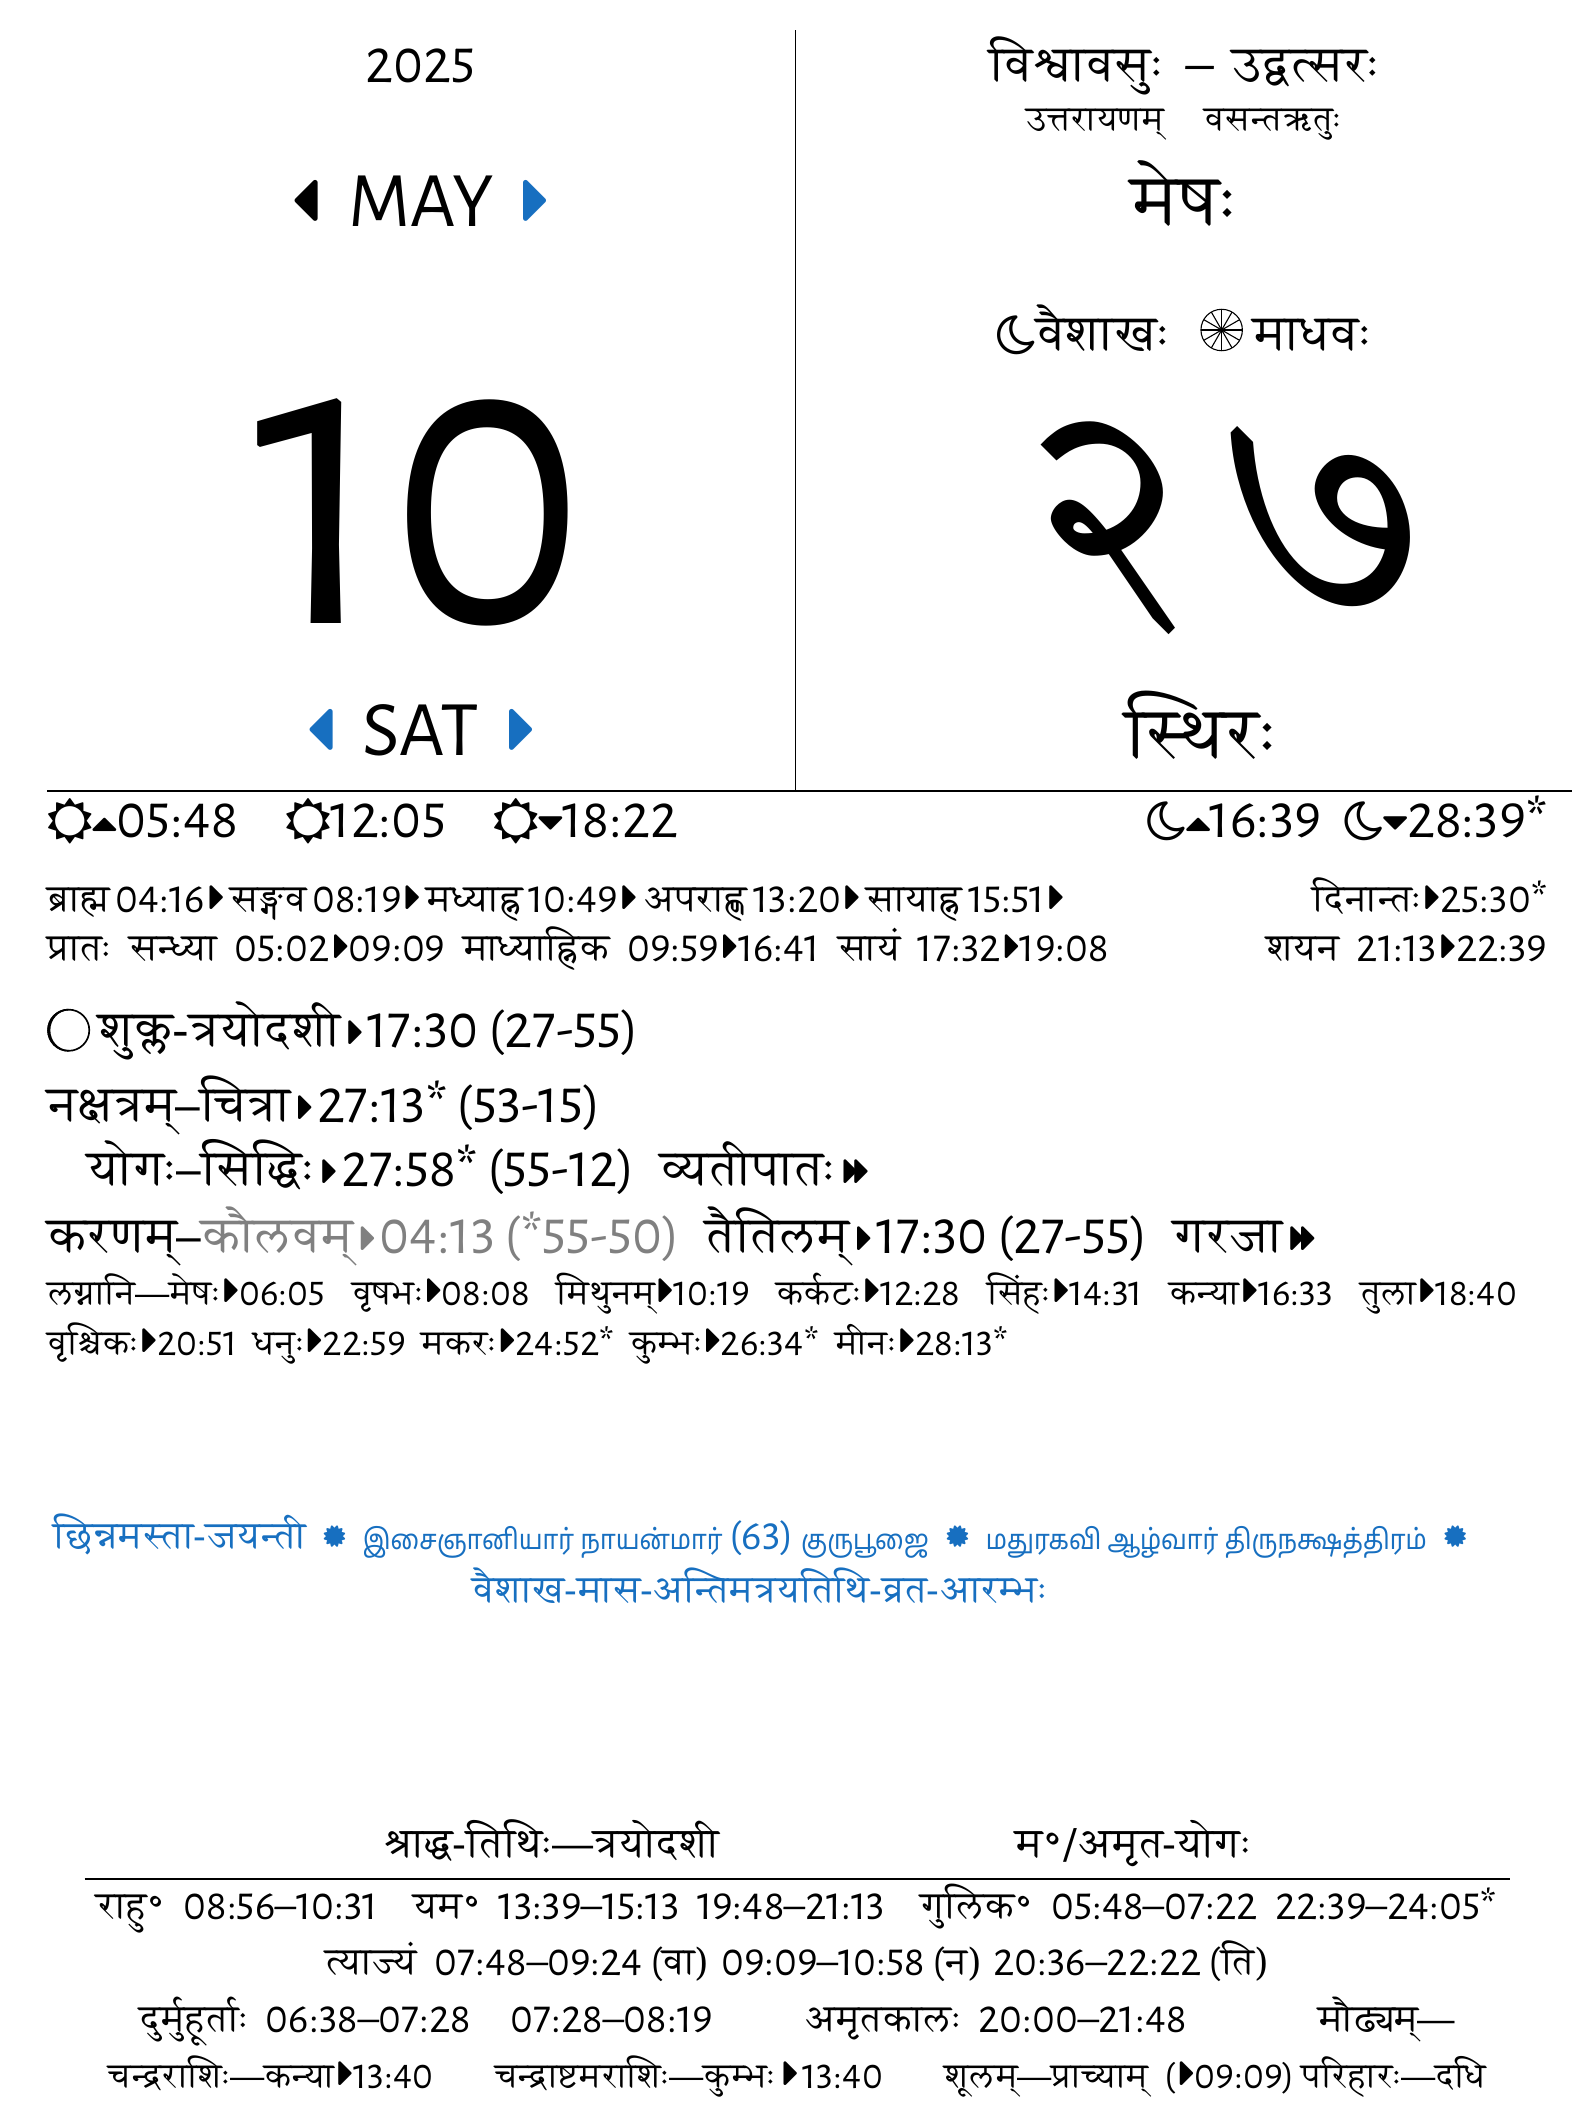 2025
MAY
10
SAT
विश्वावसुः – उद्वत्सरः
उत्तरायणम् वसन्तऋतुः
मेषः
वैशाखः माधवः
२७
स्थिरः
05:48 12:05 18:22 16:39 28:39*
ब्राह्म 04:16 सङ्गव 08:19 मध्याह्न 10:49 अपराह्ण 13:20 सायाह्न 15:51 दिनान्तः 25:30*
प्रातः सन्ध्या 05:02 09:09 माध्याह्निक 09:59 16:41 सायं 17:32 19:08 शयन 21:13 22:39
शुक्ल-त्रयोदशी 17:30 (27-55)
नक्षत्रम्–चित्रा 27:13* (53-15)
योगः–सिद्धिः 27:58* (55-12) व्यतीपातः
करणम्–कौलवम् 04:13 (*55-50) तैतिलम् 17:30 (27-55) गरजा
लग्नानि—मेषः 06:05 वृषभः 08:08 मिथुनम् 10:19 कर्कटः 12:28 सिंहः 14:31 कन्या 16:33 तुला 18:40
वृश्चिकः 20:51 धनुः 22:59 मकरः 24:52* कुम्भः 26:34* मीनः 28:13*
छिन्नमस्ता-जयन्ती ✹ இசைஞானியார் நாயன்மார் (63) குருபூஜை ✹ மதுரகவி ஆழ்வார் திருநக்ஷத்திரம் ✹
वैशाख-मास-अन्तिमत्रयतिथि-व्रत-आरम्भः
श्राद्ध-तिथिः—त्रयोदशी म॰/अमृत-योगः
राहु॰ 08:56–10:31 यम॰ 13:39–15:13 19:48–21:13 गुलिक॰ 05:48–07:22 22:39–24:05*
त्याज्यं 07:48–09:24 (वा) 09:09–10:58 (न) 20:36–22:22 (ति)
दुर्मुहूर्ताः 06:38–07:28 07:28–08:19 अमृतकालः 20:00–21:48 मौढ्यम्—
चन्द्रराशिः—कन्या 13:40 चन्द्राष्टमराशिः—कुम्भः 13:40 शूलम्—प्राच्याम् ( 09:09) परिहारः—दधि